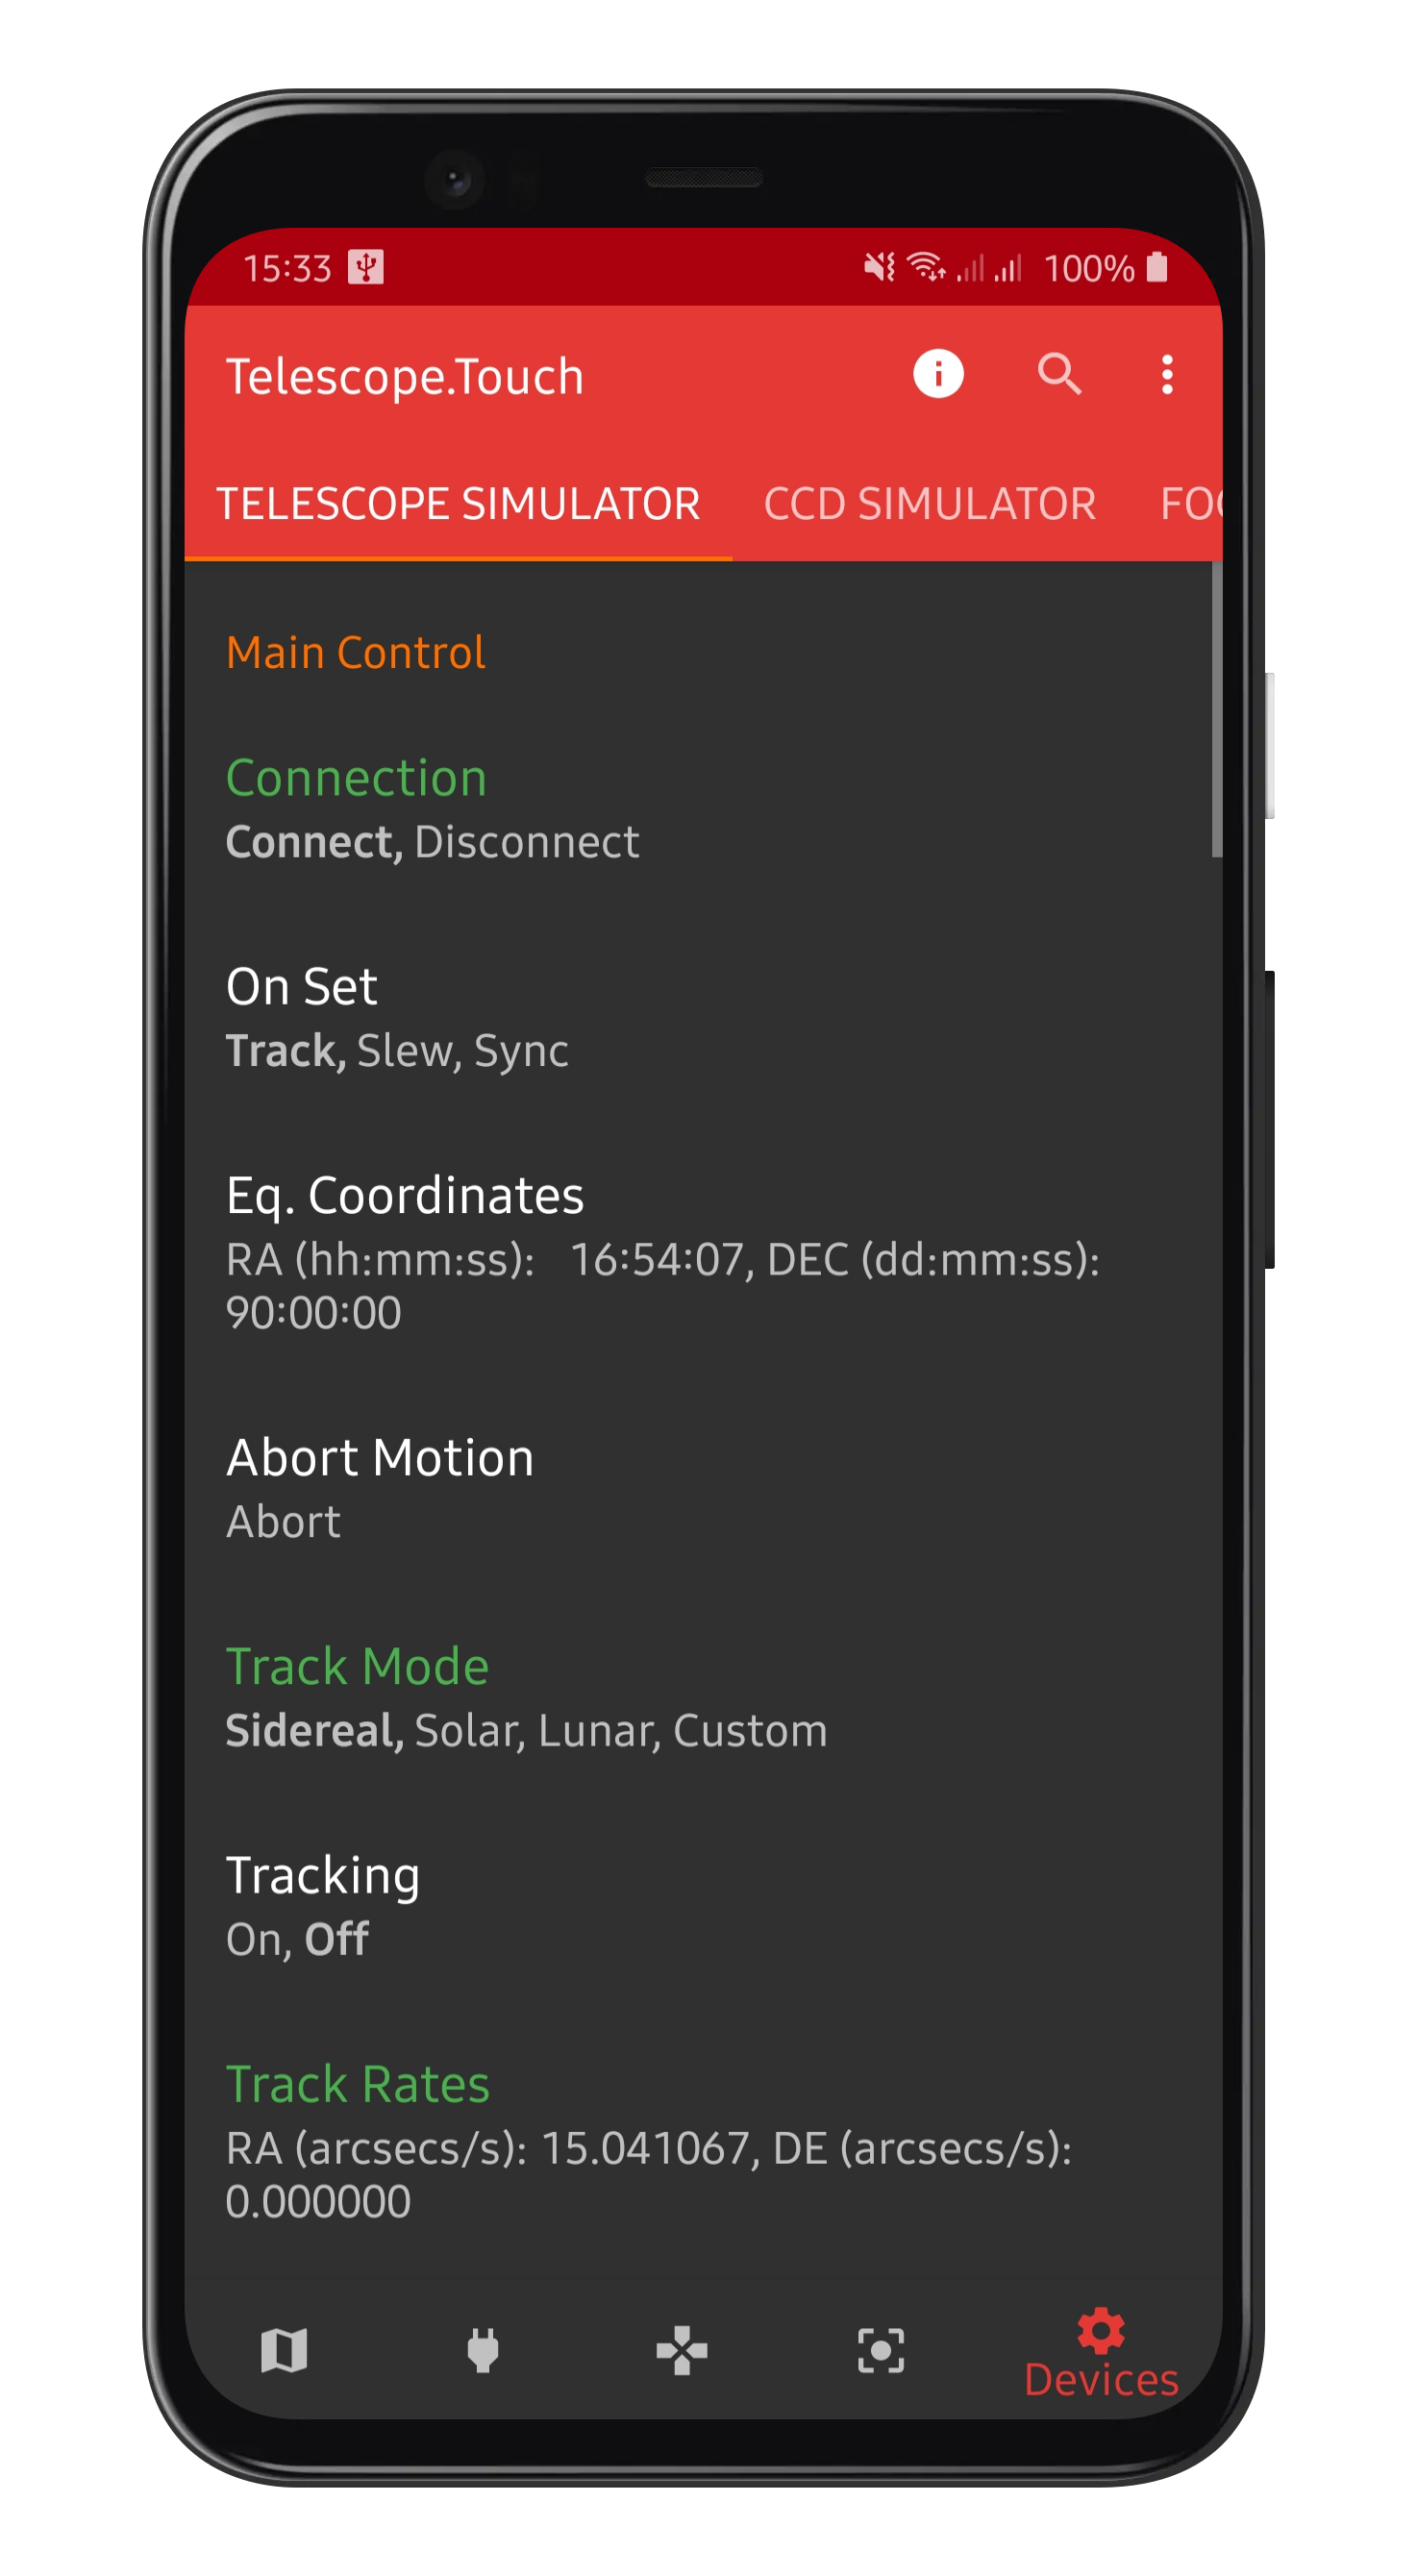 15:33 100%
Telescope.Touch
TELESCOPE SIMULATOR CCD SIMULATOR FOC
Main Control
Connection
Connect, Disconnect
On Set
Track, Slew, Sync
Eq. Coordinates
RA (hh:mm:ss): 16:54:07, DEC (dd:mm:ss):
90:00:00
Abort Motion
Abort
Track Mode
Sidereal, Solar, Lunar, Custom
Tracking
On, Off
Track Rates
RA (arcsecs/s): 15.041067, DE (arcsecs/s):
0.000000
Devices